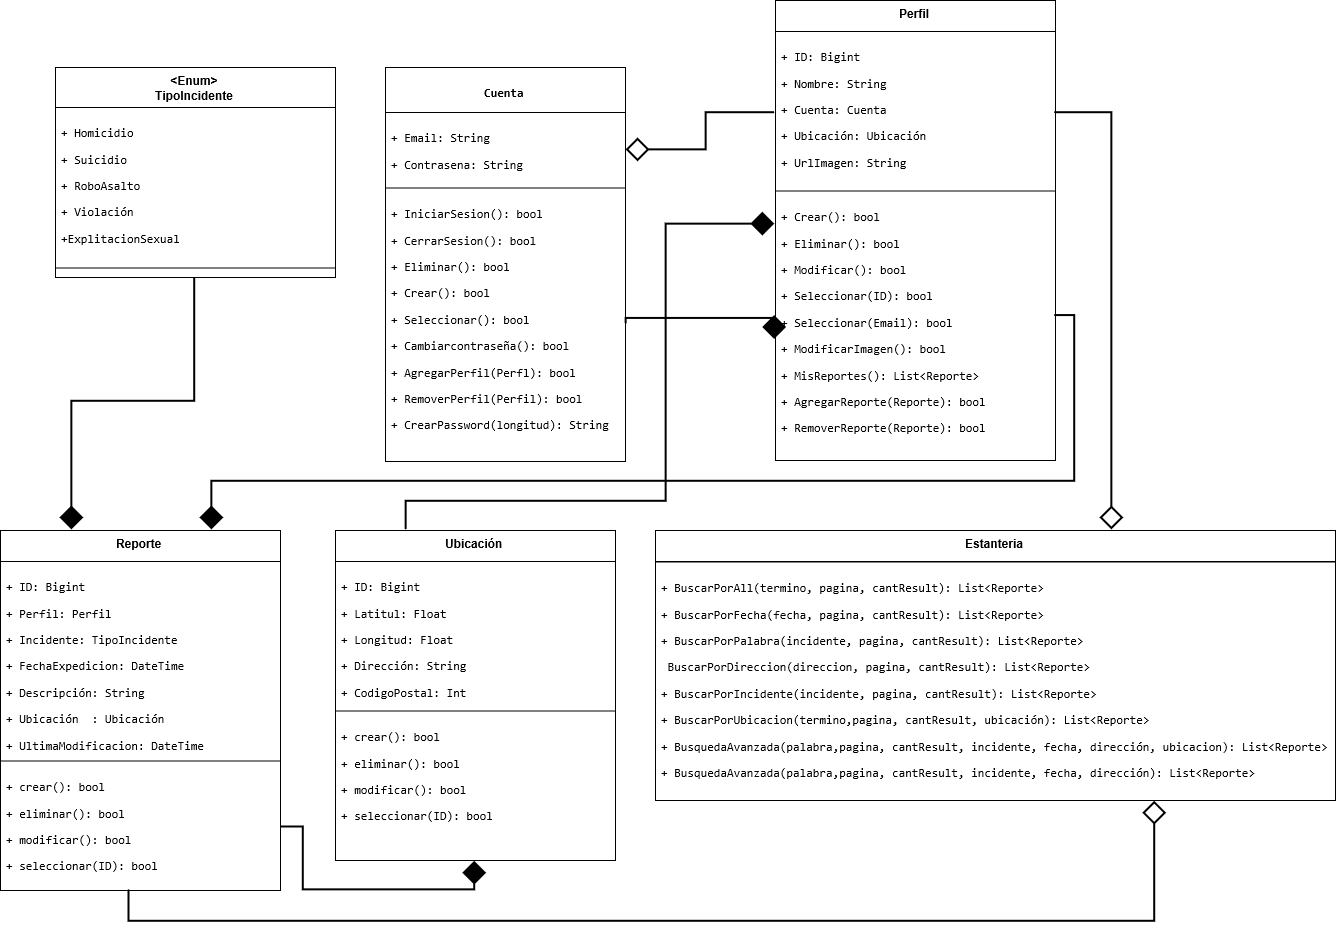 <Enum>
TipoIncidente
+ Homicidio
+ Suicidio
+ RoboAsalto
+ Violación
+ExplitacionSexual
Cuenta
+ Email: String
+ Contrasena: String
+ IniciarSesion(): bool
+ CerrarSesion(): bool
+ Eliminar(): bool
+ Crear(): bool
+ Seleccionar(): bool
+ Cambiarcontraseña(): bool
+ AgregarPerfil(Perfl): bool
+ RemoverPerfil(Perfil): bool
+ CrearPassword(longitud): String
Perfil
+ ID: Bigint
+ Nombre: String
+ Cuenta: Cuenta
+ Ubicación: Ubicación
+ UrlImagen: String
+ Crear(): bool
+ Eliminar(): bool
+ Modificar(): bool
+ Seleccionar(ID): bool
+ Seleccionar(Email): bool
+ ModificarImagen(): bool
+ MisReportes(): List<Reporte>
+ AgregarReporte(Reporte): bool
+ RemoverReporte(Reporte): bool
Reporte
+ ID: Bigint
+ Perfil: Perfil
+ Incidente: TipoIncidente
+ FechaExpedicion: DateTime
+ Descripción: String
+ Ubicación  : Ubicación
+ UltimaModificacion: DateTime
+ crear(): bool
+ eliminar(): bool
+ modificar(): bool
+ seleccionar(ID): bool
Ubicación
+ ID: Bigint
+ Latitul: Float
+ Longitud: Float
+ Dirección: String
+ CodigoPostal: Int
+ crear(): bool
+ eliminar(): bool
+ modificar(): bool
+ seleccionar(ID): bool
Estanteria
+ BuscarPorAll(termino, pagina, cantResult): List<Reporte>
+ BuscarPorFecha(fecha, pagina, cantResult): List<Reporte>
+ BuscarPorPalabra(incidente, pagina, cantResult): List<Reporte>
BuscarPorDireccion(direccion, pagina, cantResult): List<Reporte>
+ BuscarPorIncidente(incidente, pagina, cantResult): List<Reporte>
+ BuscarPorUbicacion(termino,pagina, cantResult, ubicación): List<Reporte>
+ BusquedaAvanzada(palabra,pagina, cantResult, incidente, fecha, dirección, ubicacion): List<Reporte>
+ BusquedaAvanzada(palabra,pagina, cantResult, incidente, fecha, dirección): List<Reporte>